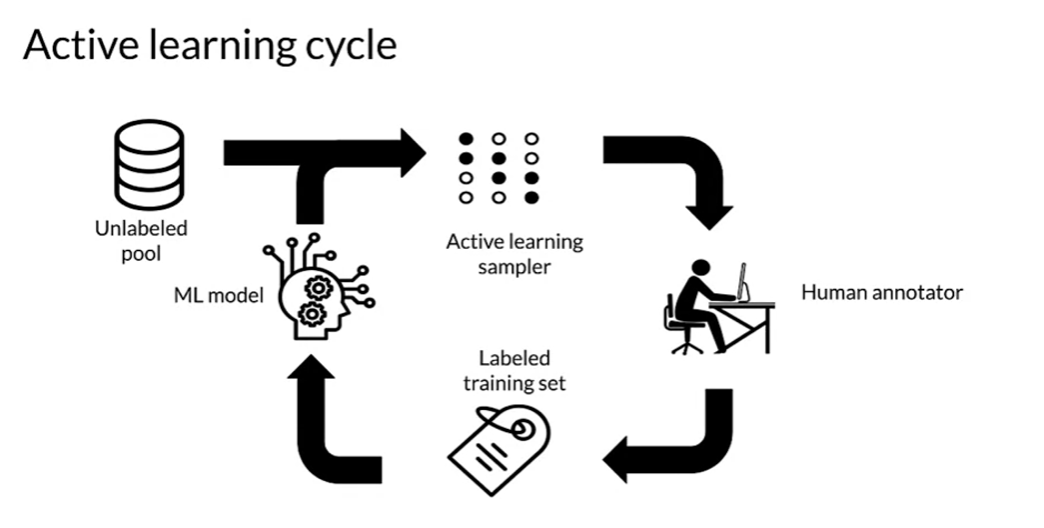 Active learning cycle
Unlabeled
pool
ML model
Active learning
sampler
Human annotator
Labeled
training set